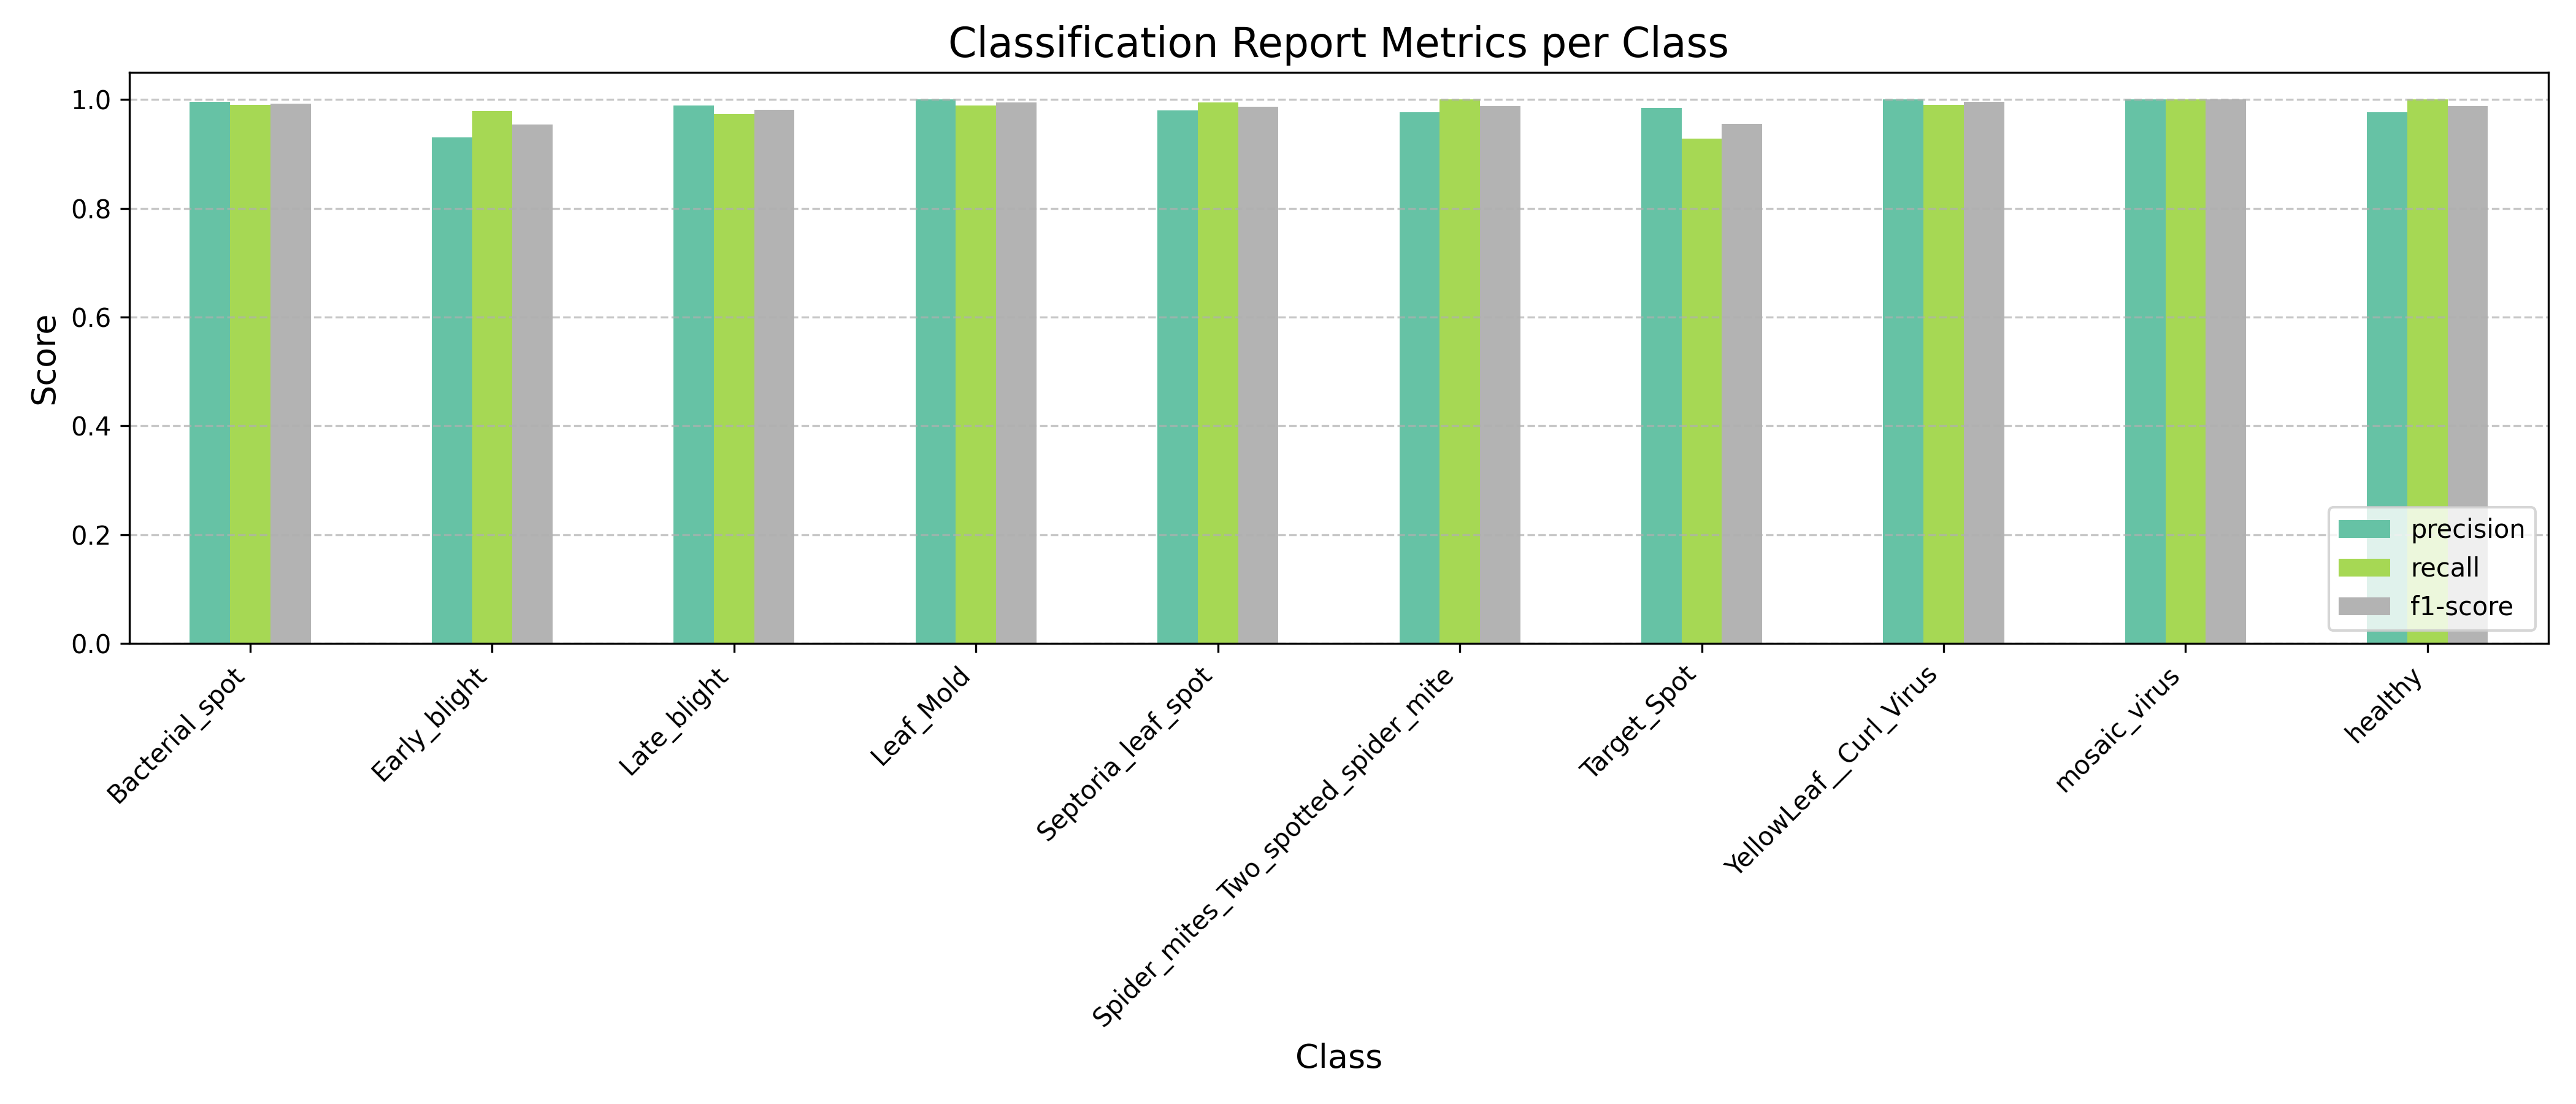 Classification Report Metrics per Class
Score
1.0
0.8
0.6
0.4
0.2
0.0
precision
recall
f1-score
Bacterial_spot
Early_blight
Late_blight
Leaf_Mold
Septoria_leaf_spot
Spider_mites_Two_spotted_spider_mite
Target_Spot
YellowLeaf__Curl_Virus
mosaic_virus
healthy
Class